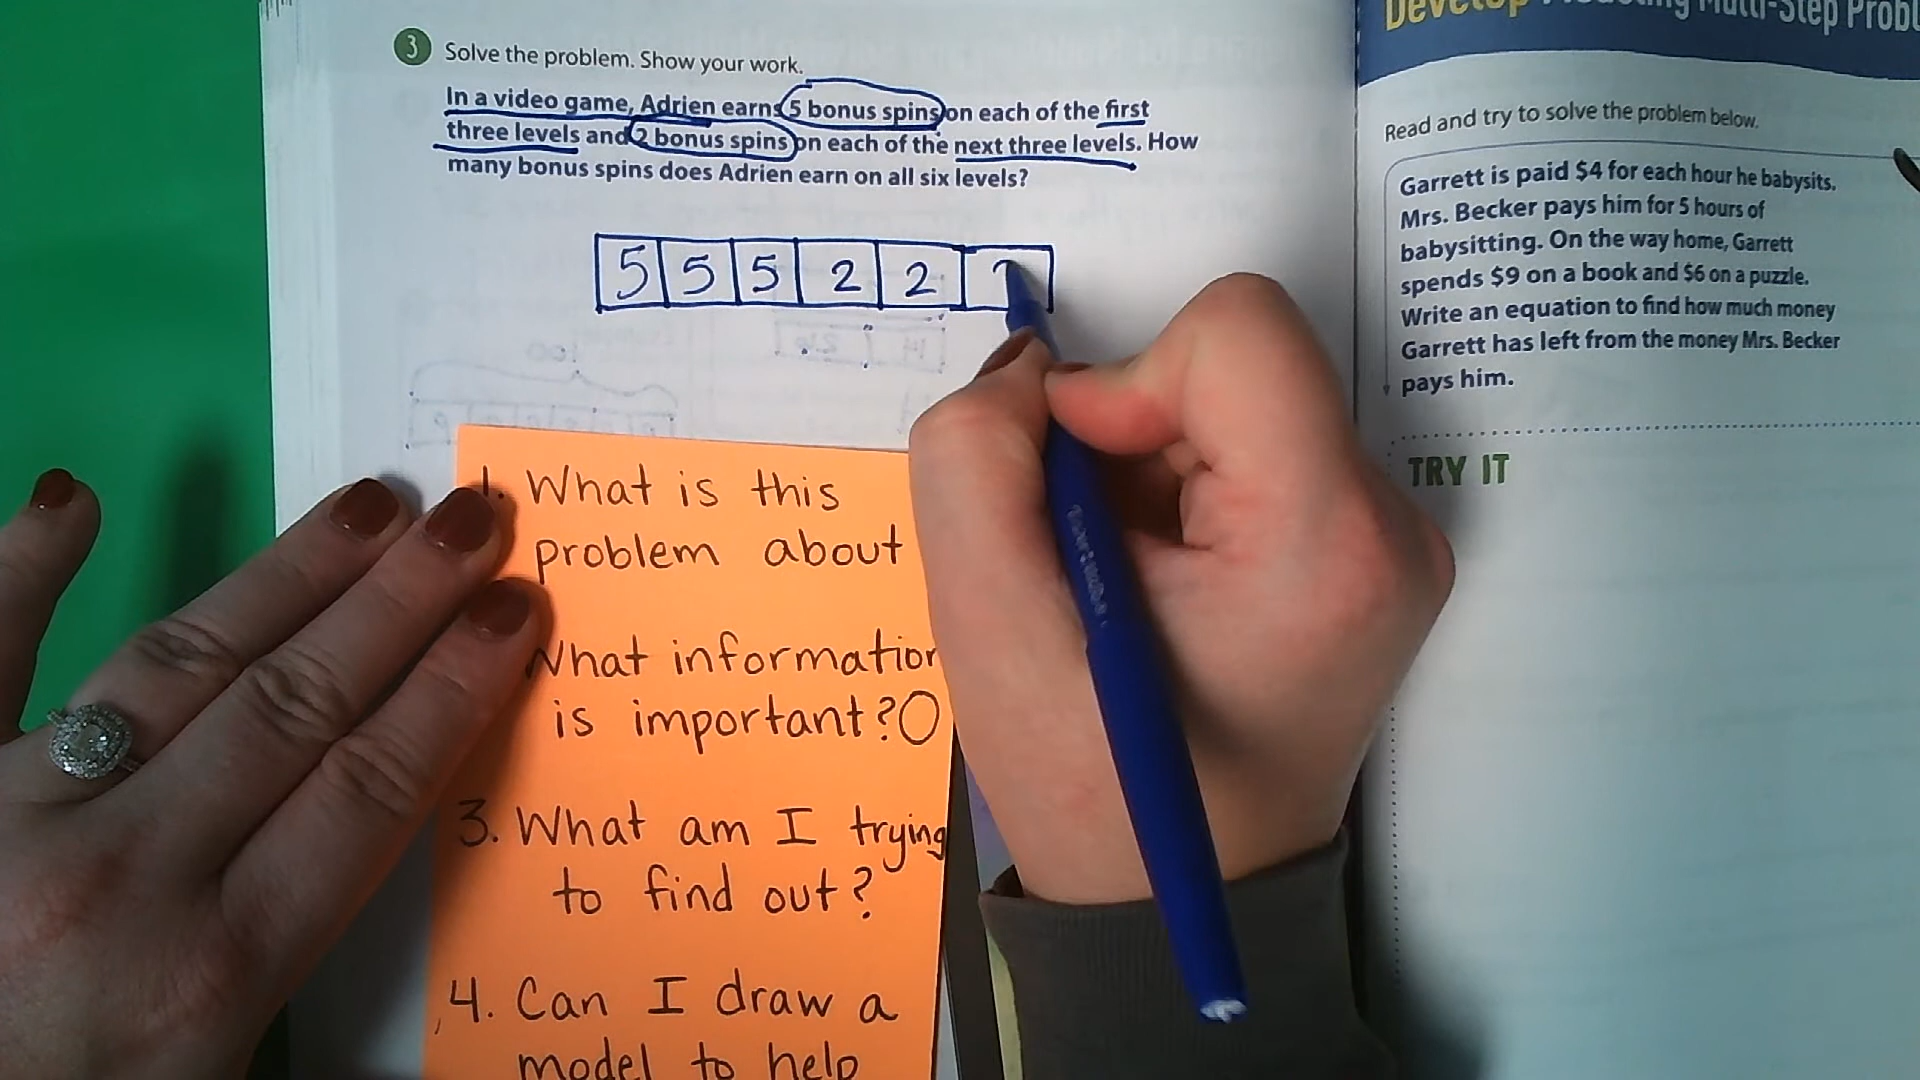 3 Solve the problem. Show your work.
In a video game, Adrien earns 5 bonus spins on each of the first
three levels and 2 bonus spins on each of the next three levels. How
many bonus spins does Adrien earn on all six levels?
5 5 5 2 2
1. What is this
problem about
What information
is important?
3. What am I trying
to find out?
4. Can I draw a
model to help
Develop Multi-Step
Read and try to solve the problem below.
Garrett is paid $4 for each hour he babysits.
Mrs. Becker pays him for 5 hours of
babysitting. On the way home, Garrett
spends $9 on a book and $6 on a puzzle.
Write an equation to find how much money
Garrett has left from the money Mrs. Becker
pays him.
TRY IT